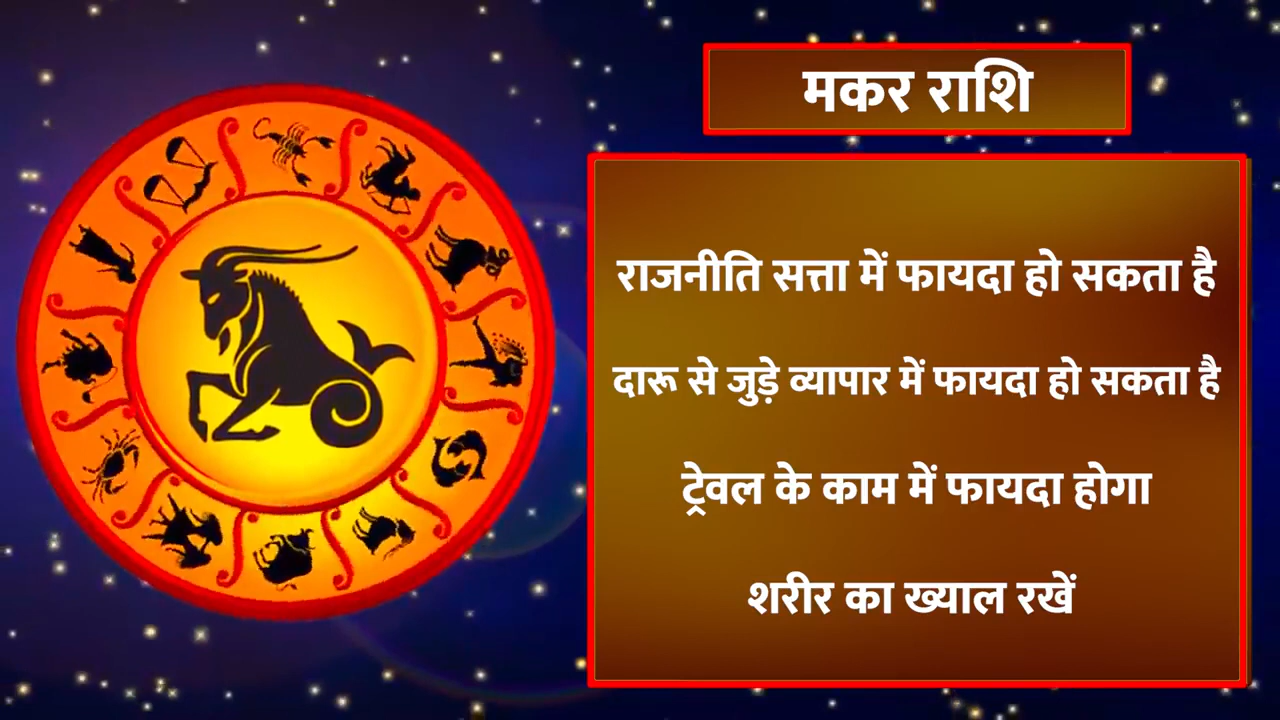 मकर राशि
राजनीति सत्ता में फायदा हो सकता है
दारू से जुड़े व्यापार में फायदा हो सकता है
ट्रेवल के काम में फायदा होगा
शरीर का ख्याल रखें